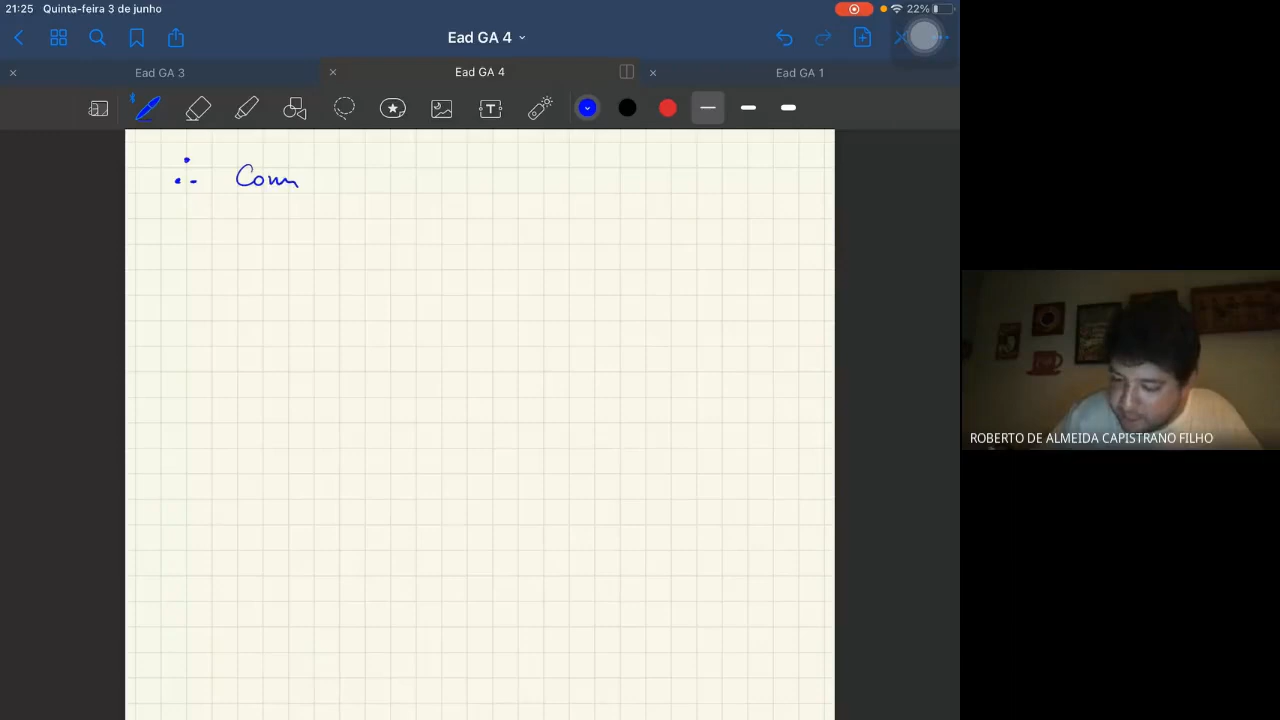 21:25 Quinta-feira 3 de junho 22%
Ead GA 4
Ead GA 3 Ead GA 4 Ead GA 1
T
∴ Com
ROBERTO DE ALMEIDA CAPISTRANO FILHO